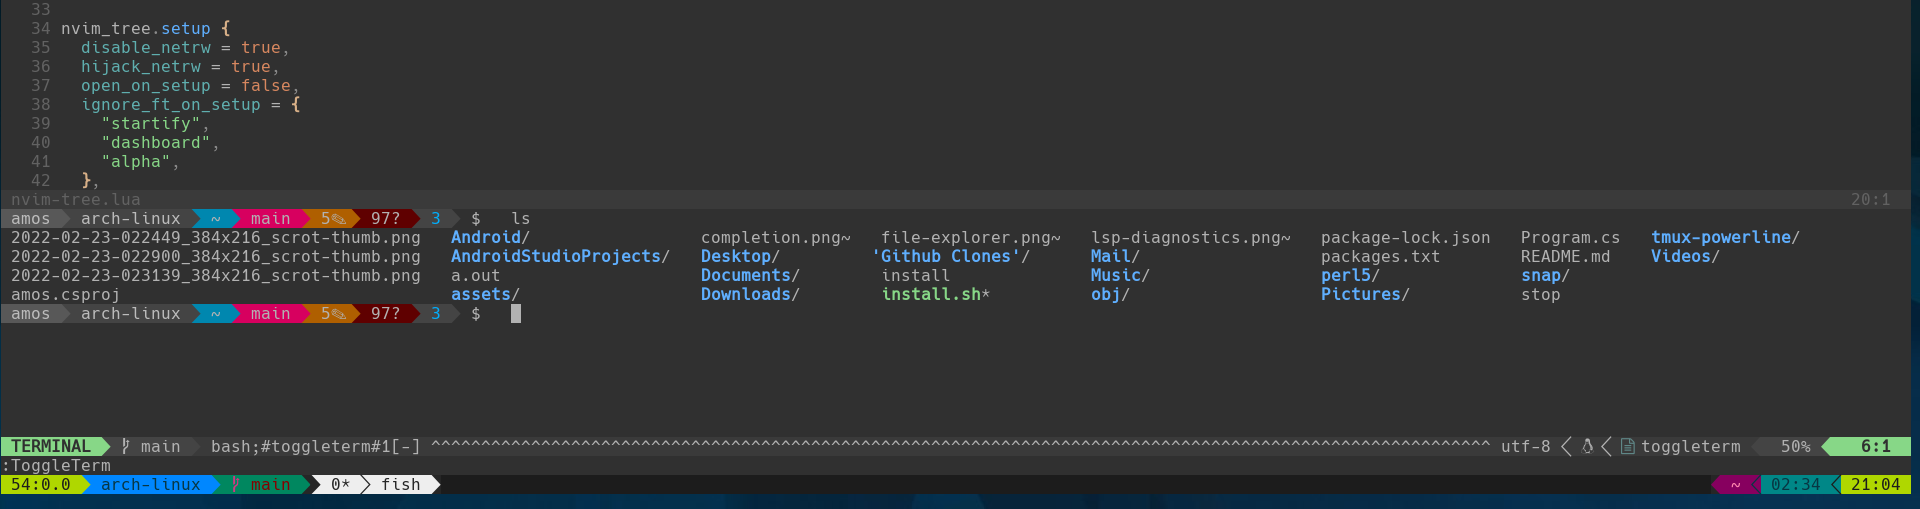 33
34 nvim_tree.setup {
35   disable_netrw = true,
36   hijack_netrw = true,
37   open_on_setup = false,
38   ignore_ft_on_setup = {
39     "startify",
40     "dashboard",
41     "alpha",
42   },
nvim-tree.lua 20:1
amos arch-linux ~ main 5✎ 97? 3 $ ls
2022-02-23-022449_384x216_scrot-thumb.png Android/ completion.png~ file-explorer.png~ lsp-diagnostics.png~ package-lock.json Program.cs tmux-powerline/
2022-02-23-022900_384x216_scrot-thumb.png AndroidStudioProjects/ Desktop/ 'Github Clones'/ Mail/ packages.txt README.md Videos/
2022-02-23-023139_384x216_scrot-thumb.png a.out Documents/ install Music/ perl5/ snap/
amos.csproj assets/ Downloads/ install.sh* obj/ Pictures/ stop
amos arch-linux ~ main 5✎ 97? 3 $
TERMINAL main bash;#toggleterm#1[-] ^^^^^^^^^^^^^^^^^^^^^^^^^^^^^^^^^^^^^^^^^^^^^^^^^^^^^^^^^^^^^^^^^^^^^^^^^^^^^^^^^^^^^^^^^^^^^^^^^^^^^^^^^^ utf-8 toggleterm 50% 6:1
:ToggleTerm
54:0.0 arch-linux main 0* fish ~ 02:34 21:04